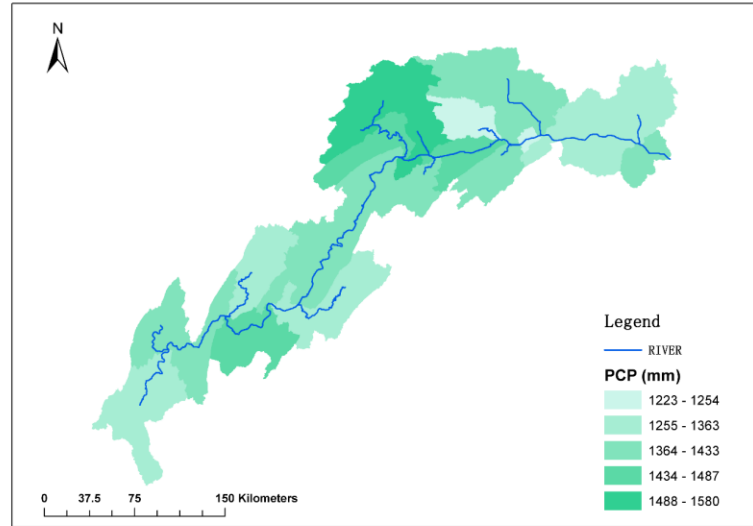 N
Legend
RIVER
PCP (mm)
1223 - 1254
1255 - 1363
1364 - 1433
1434 - 1487
1488 - 1580
0 37.5 75 150 Kilometers